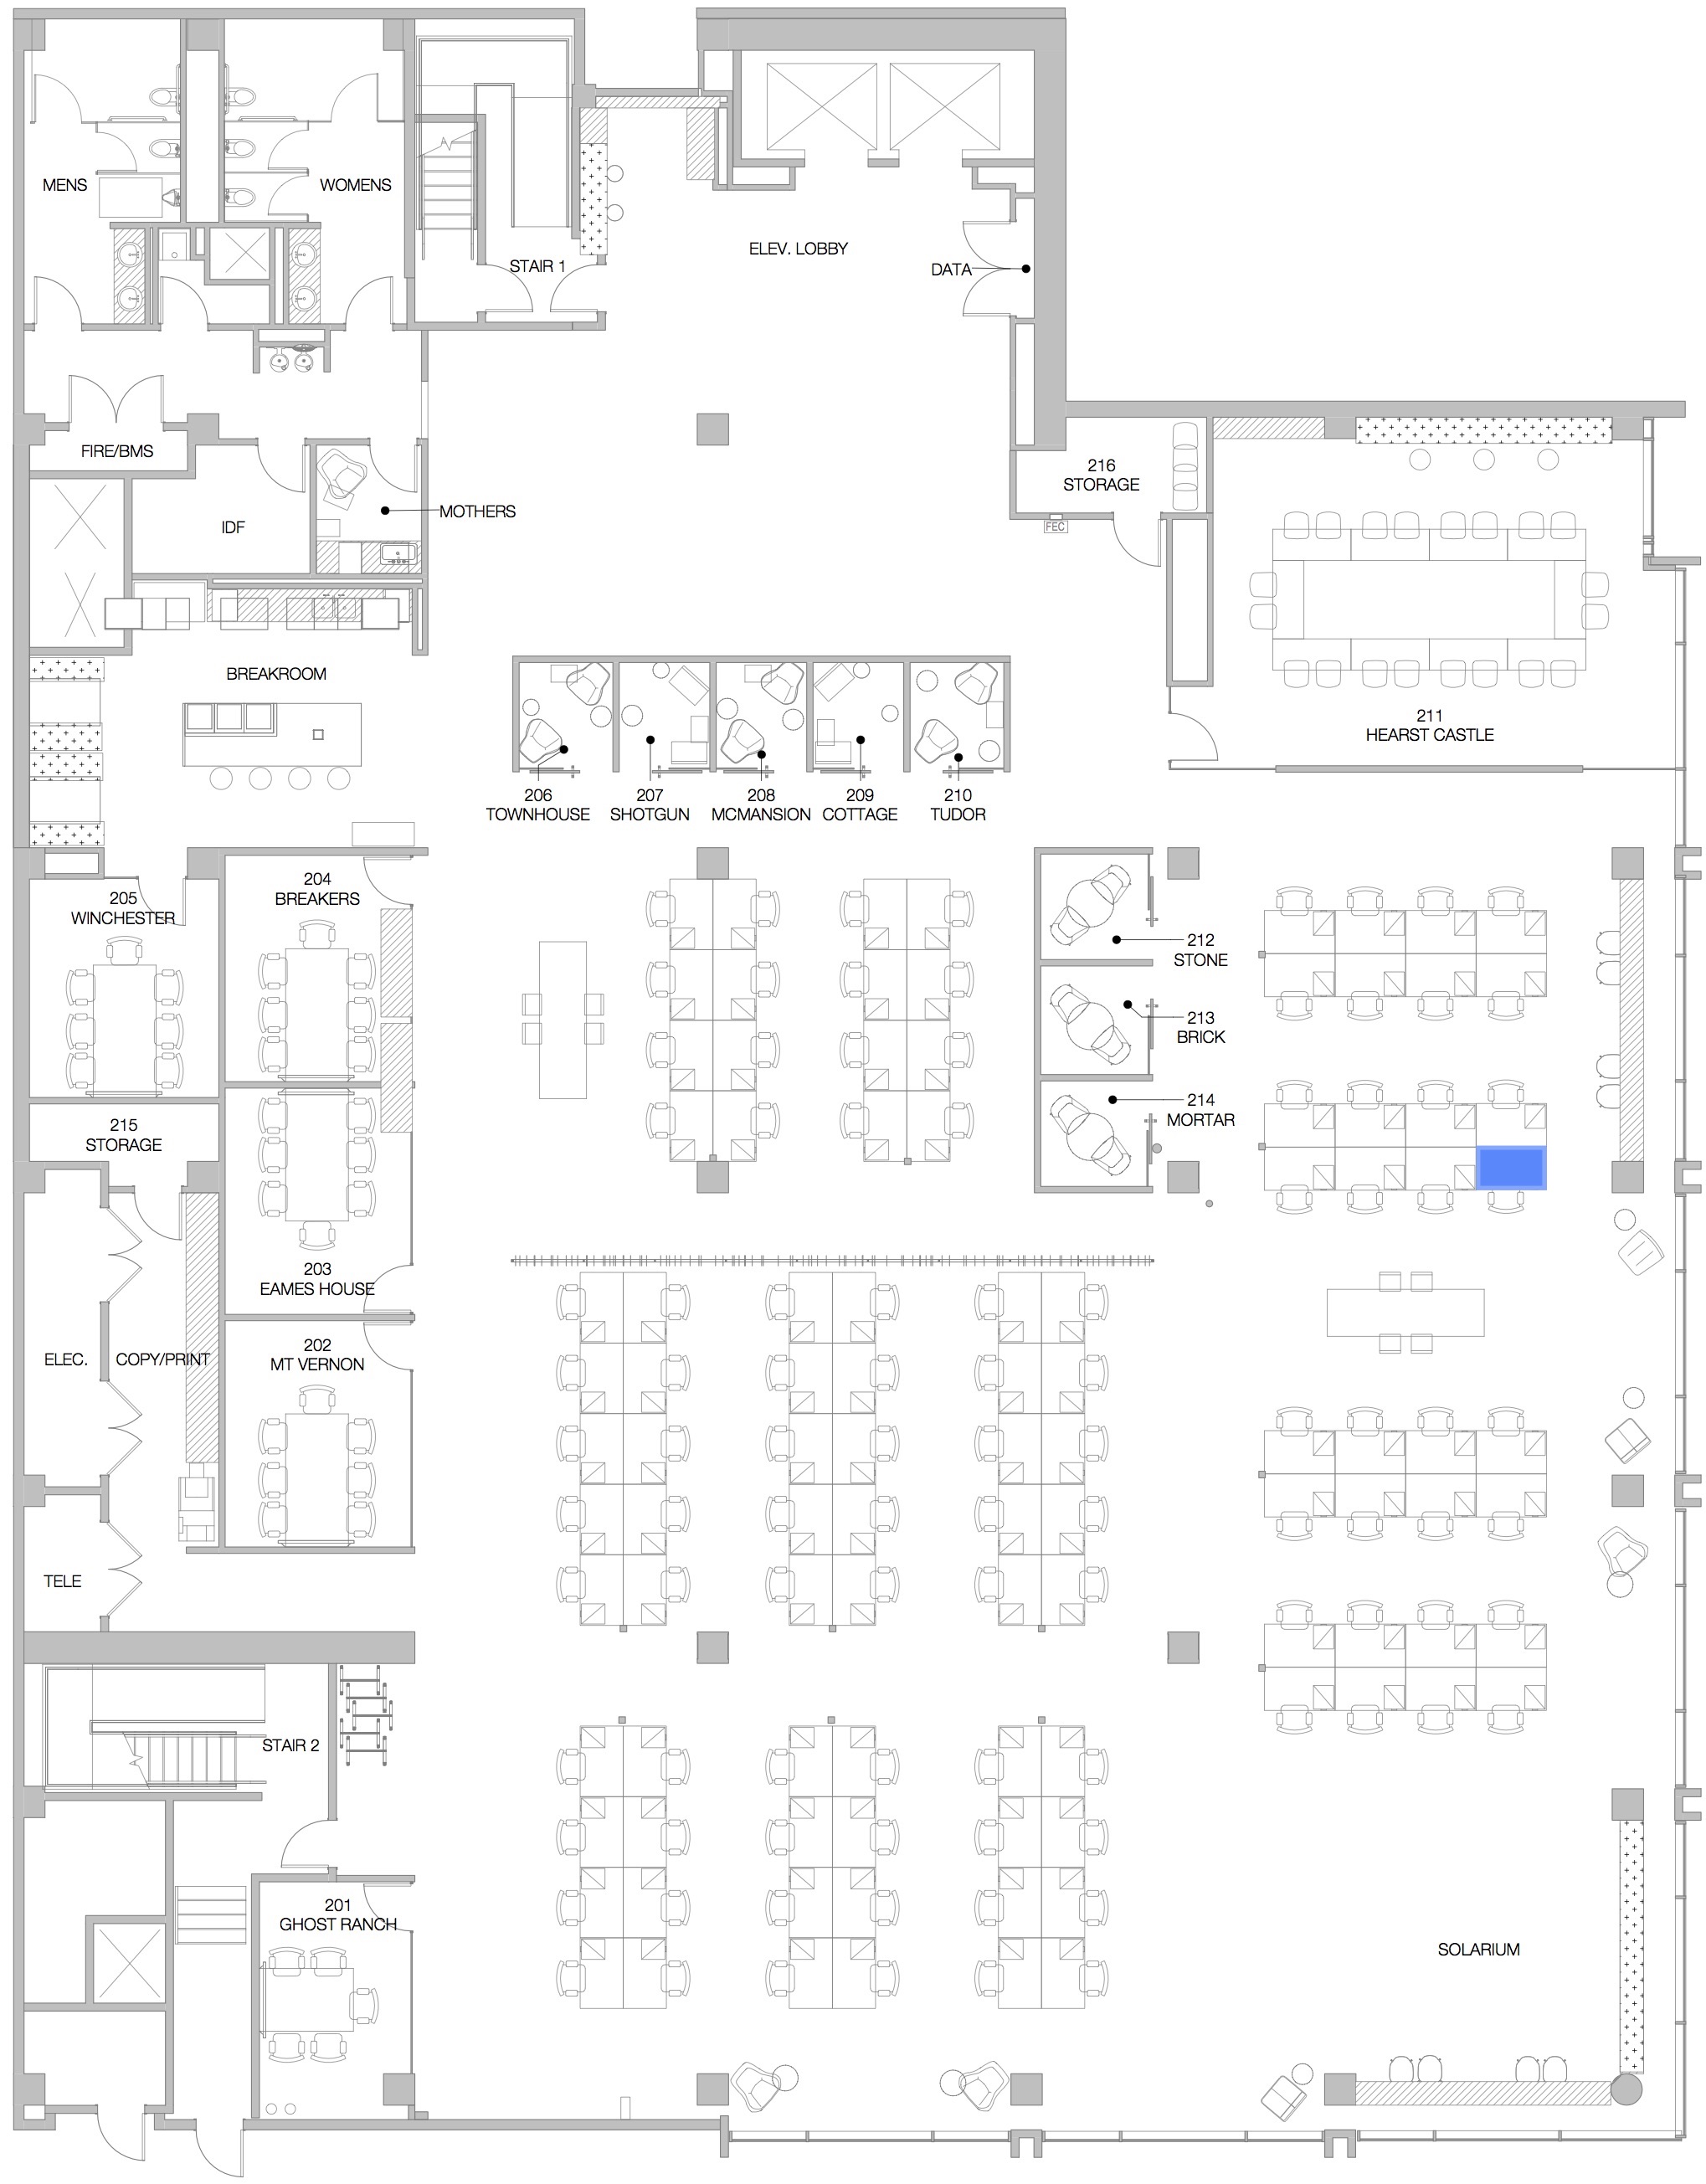 MENS
WOMENS
STAIR 1
ELEV. LOBBY
DATA
FIRE/BMS
IDF
MOTHERS
216
STORAGE
FEC
BREAKROOM
211
HEARST CASTLE
206
TOWNHOUSE
207
SHOTGUN
208
MCMANSION
209
COTTAGE
210
TUDOR
205
WINCHESTER
204
BREAKERS
212
STONE
213
BRICK
214
MORTAR
215
STORAGE
203
EAMES HOUSE
202
MT VERNON
ELEC.
COPY/PRINT
TELE
STAIR 2
201
GHOST RANCH
SOLARIUM